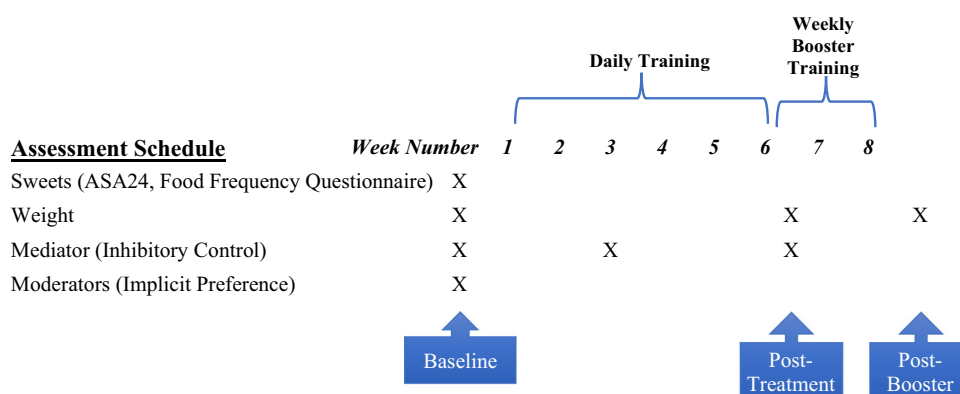 Weekly
Booster
Training
Daily Training
Assessment Schedule Week Number 1 2 3 4 5 6 7 8
Sweets (ASA24, Food Frequency Questionnaire) X
Weight X X X
Mediator (Inhibitory Control) X X X
Moderators (Implicit Preference) X
Baseline
Post-
Treatment
Post-
Booster